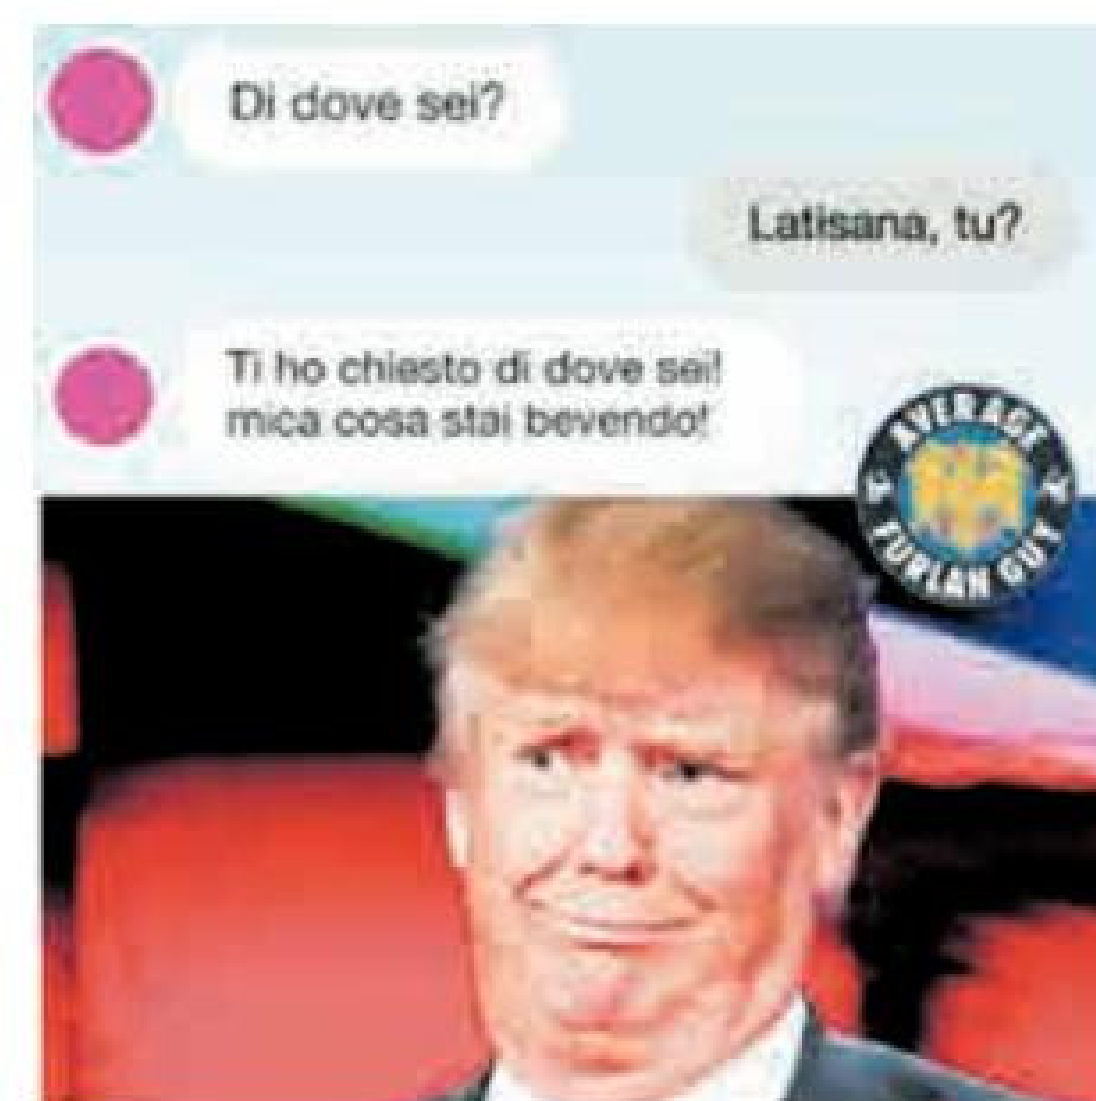 Di dove sei?
Latisana, tu?
Ti ho chiesto di dove sei!
mica cosa stai bevendo!
AVERAGE
FURLAN GUY